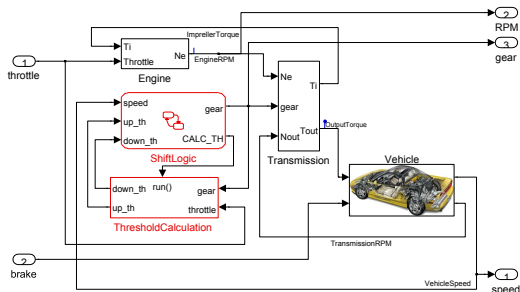 ImprellerTorque
2
RPM
Ti
Ne
EngineRPM
1
Throttle
throttle
Engine
3
gear
Ne
Ti
speed
gear
gear
up_th
Tout
OutputTorque
down_th
CALC_TH
Nout
ShiftLogic
Transmission
Vehicle
run()
down_th
gear
up_th
throttle
ThresholdCalculation
TransmissionRPM
2
brake
VehicleSpeed
1
speed